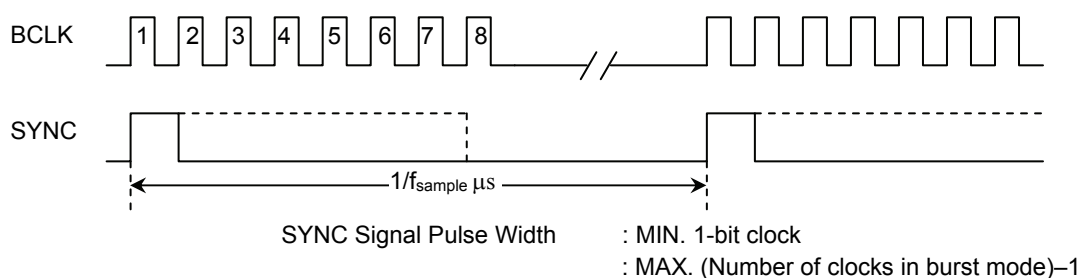 BCLK 1 2 3 4 5 6 7 8
SYNC
1/fsample μs
SYNC Signal Pulse Width : MIN. 1-bit clock
: MAX. (Number of clocks in burst mode)–1